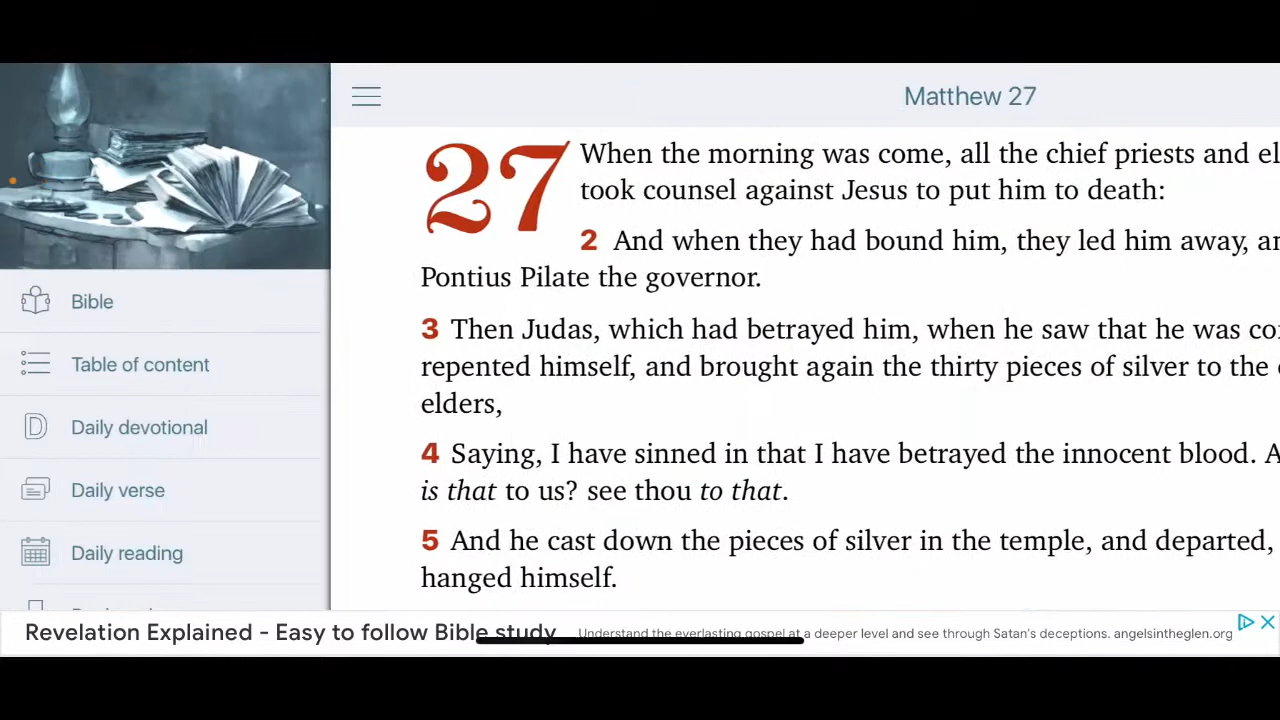 Matthew 27
27 When the morning was come, all the chief priests and el
took counsel against Jesus to put him to death:
2 And when they had bound him, they led him away, an
Pontius Pilate the governor.
3 Then Judas, which had betrayed him, when he saw that he was co
repented himself, and brought again the thirty pieces of silver to the
elders,
4 Saying, I have sinned in that I have betrayed the innocent blood. A
is that to us? see thou to that.
5 And he cast down the pieces of silver in the temple, and departed,
hanged himself.
Bible
Table of content
Daily devotional
Daily verse
Daily reading
Revelation Explained - Easy to follow Bible study
Understand the everlasting gospel at a deeper level and see through Satan's deceptions. angelsintheglen.org